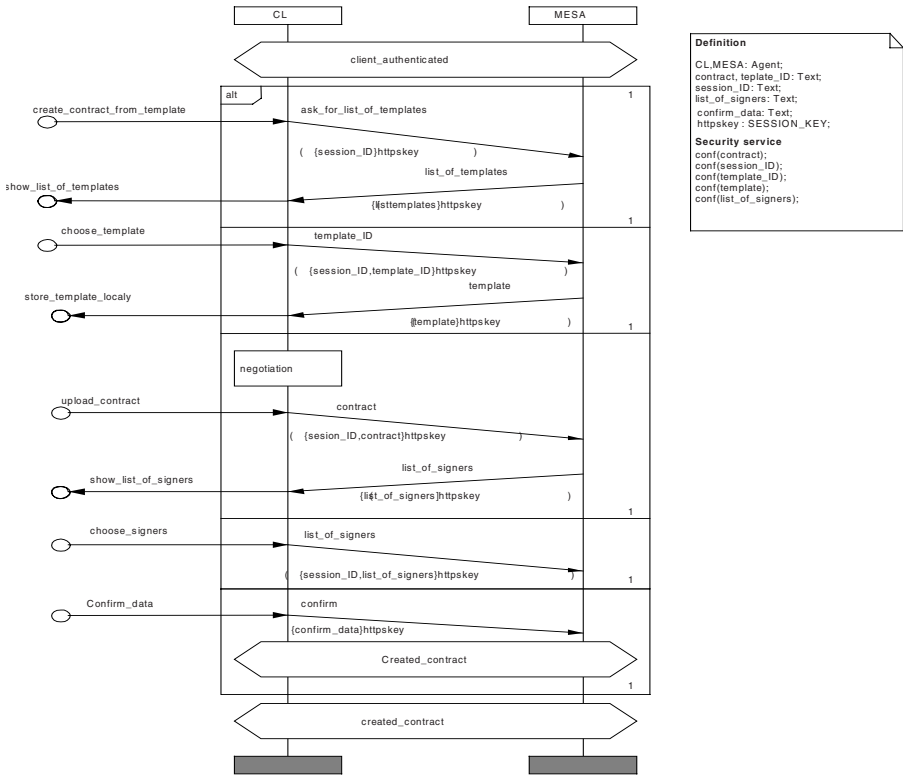 CL
MESA
client_authenticated
Definition
CL,MESA: Agent;
contract, teplate_ID: Text;
session_ID: Text;
list_of_signers: Text;
confirm_data: Text;
httpskey : SESSION_KEY;
Security service
conf(contract);
conf(session_ID);
conf(template_ID);
conf(template);
conf(list_of_signers);
alt
1
create_contract_from_template
ask_for_list_of_templates
( {session_ID}httpskey )
list_of_templates
show_list_of_templates
{listtemplates}httpskey )
1
choose_template
template_ID
( {session_ID,template_ID}httpskey )
template
store_template_localy
{template}httpskey )
1
negotiation
upload_contract
contract
( {sesion_ID,contract}httpskey )
list_of_signers
show_list_of_signers
{list_of_signers}httpskey )
1
choose_signers
list_of_signers
( {session_ID,list_of_signers}httpskey )
1
Confirm_data
confirm
{confirm_data}httpskey
Created_contract
1
created_contract